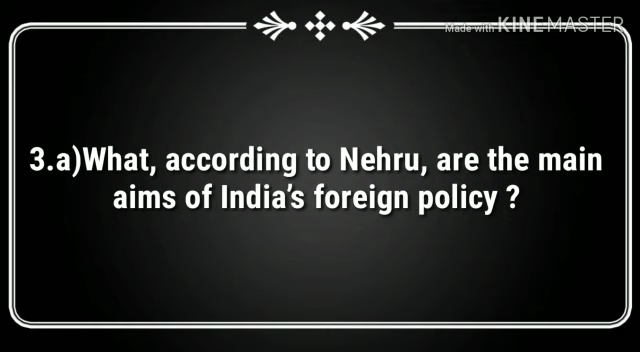 Made with KINEMASTER
3.a)What, according to Nehru, are the main
aims of India’s foreign policy ?